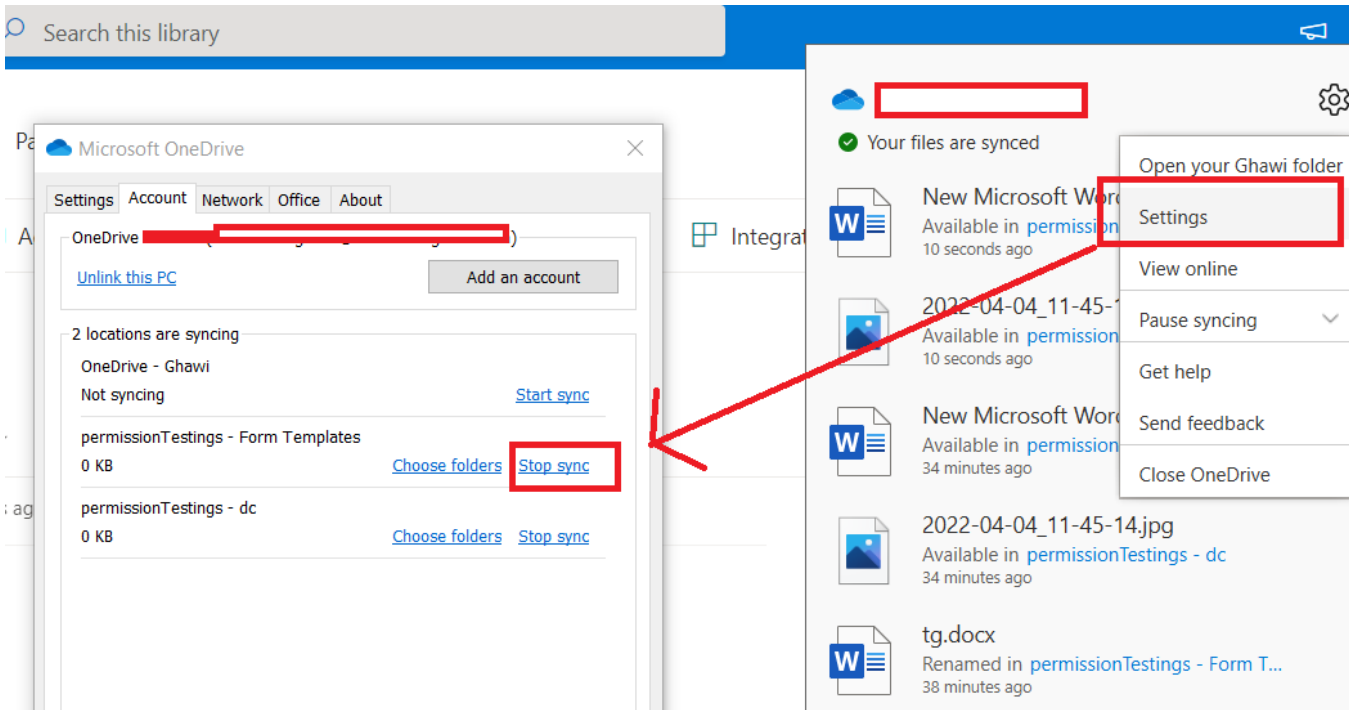 Search this library
Pa
Microsoft OneDrive
Settings Account Network Office About
A
OneDrive ( )
Unlink this PC
Add an account
2 locations are syncing
OneDrive - Ghawi
Not syncing
Start sync
permissionTestings - Form Templates
0 KB
Choose folders Stop sync
permissionTestings - dc
0 KB
Choose folders Stop sync
s ag
Integrat
Your files are synced
New Microsoft Word
Available in permission
10 seconds ago
2022-04-04_11-45-1
Available in permission
10 seconds ago
New Microsoft Word
Available in permission
34 minutes ago
2022-04-04_11-45-14.jpg
Available in permissionTestings - dc
34 minutes ago
tg.docx
Renamed in permissionTestings - Form T...
38 minutes ago
Open your Ghawi folder
Settings
View online
Pause syncing
Get help
Send feedback
Close OneDrive